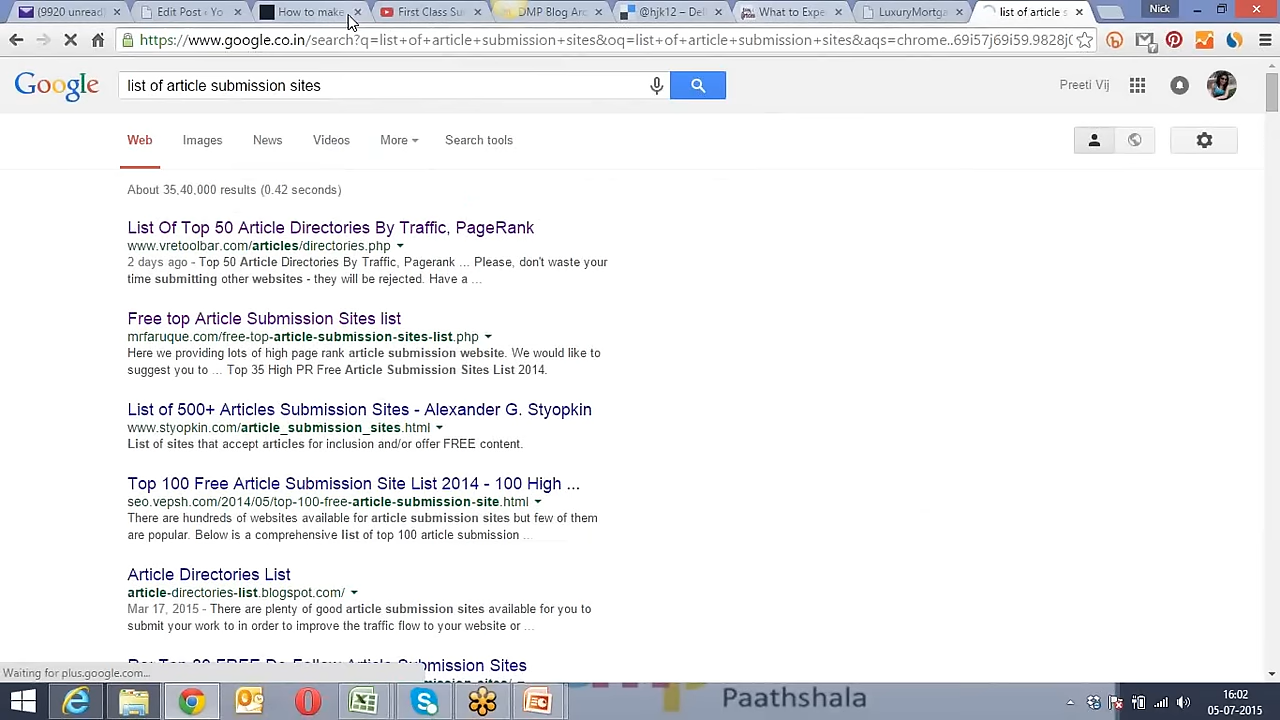 (9920 unread)
Edit Post ‹ Yo
How to make
First Class Su
DMP Blog Arc
@hjk12 – Del
What to Expe
LuxuryMortga
list of article s
Nick
https://www.google.co.in/search?q=list+of+article+submission+sites&oq=list+of+article+submission+sites&aqs=chrome..69i57j69i59.9828j0
Google
list of article submission sites
Preeti Vij
Web
Images
News
Videos
More
Search tools
About 35,40,000 results (0.42 seconds)
List Of Top 50 Article Directories By Traffic, PageRank
www.vretoolbar.com/articles/directories.php
2 days ago - Top 50 Article Directories By Traffic, Pagerank ... Please, don't waste your
time submitting other websites - they will be rejected. Have a ...
Free top Article Submission Sites list
mrfaruque.com/free-top-article-submission-sites-list.php
Here we providing lots of high page rank article submission website. We would like to
suggest you to ... Top 35 High PR Free Article Submission Sites List 2014.
List of 500+ Articles Submission Sites - Alexander G. Styopkin
www.styopkin.com/article_submission_sites.html
List of sites that accept articles for inclusion and/or offer FREE content.
Top 100 Free Article Submission Site List 2014 - 100 High ...
seo.vepsh.com/2014/05/top-100-free-article-submission-site.html
There are hundreds of websites available for article submission sites but few of them
are popular. Below is a comprehensive list of top 100 article submission ...
Article Directories List
article-directories-list.blogspot.com/
Mar 17, 2015 - There are plenty of good article submission sites available for you to
submit your work to in order to improve the traffic flow to your website or ...
Re: Top 20 FREE Do Follow Article Submission Sites
Waiting for plus.google.com...
Paathshala
16:02
05-07-2015